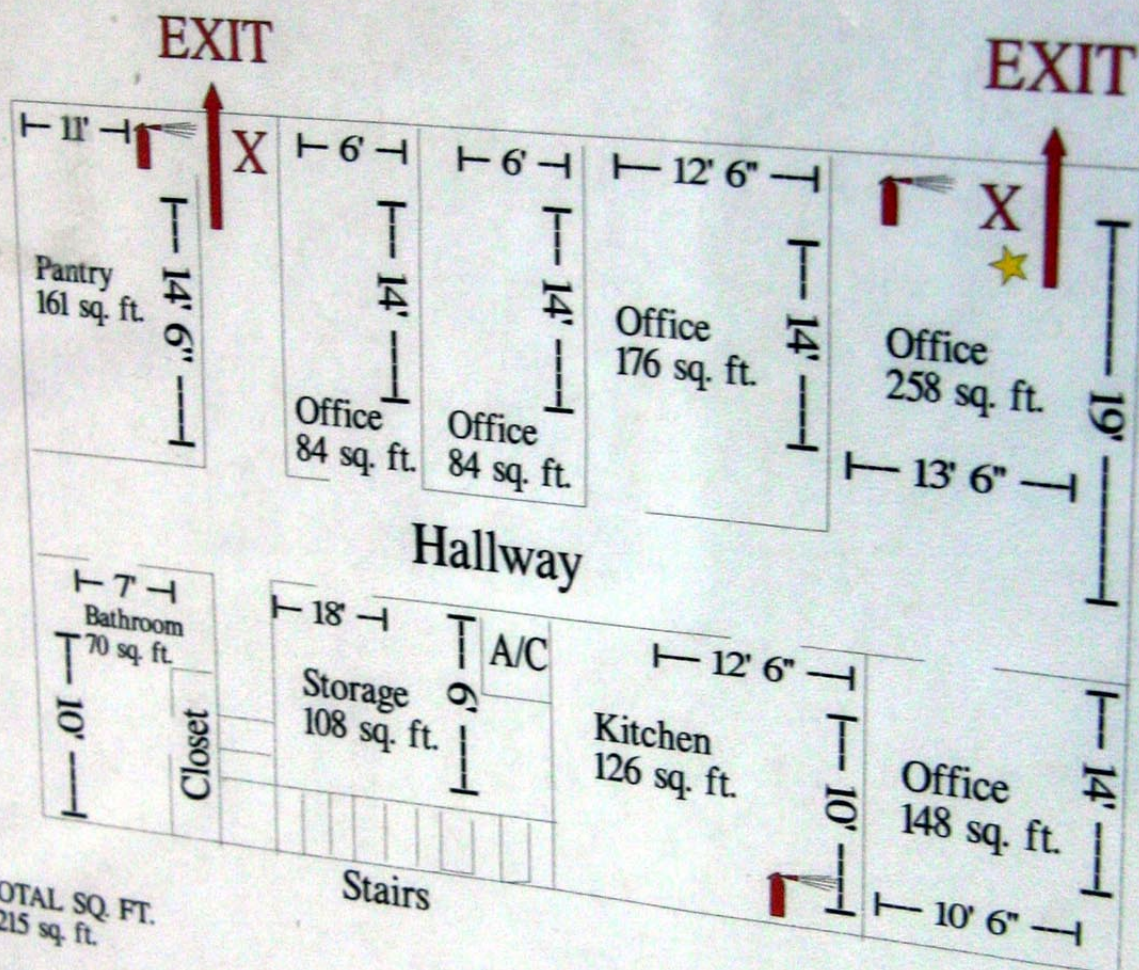 EXIT
EXIT
11'
X
6'
6'
12' 6"
X
Pantry
161 sq. ft.
14' 6"
14'
14'
14'
Office
176 sq. ft.
Office
258 sq. ft.
19'
Office
84 sq. ft.
Office
84 sq. ft.
13' 6"
Hallway
7'
Bathroom
70 sq. ft.
10'
Closet
18'
Storage
108 sq. ft.
6'
A/C
12' 6"
Kitchen
126 sq. ft.
10'
Office
148 sq. ft.
14'
10' 6"
Stairs
OTAL SQ. FT.
215 sq. ft.